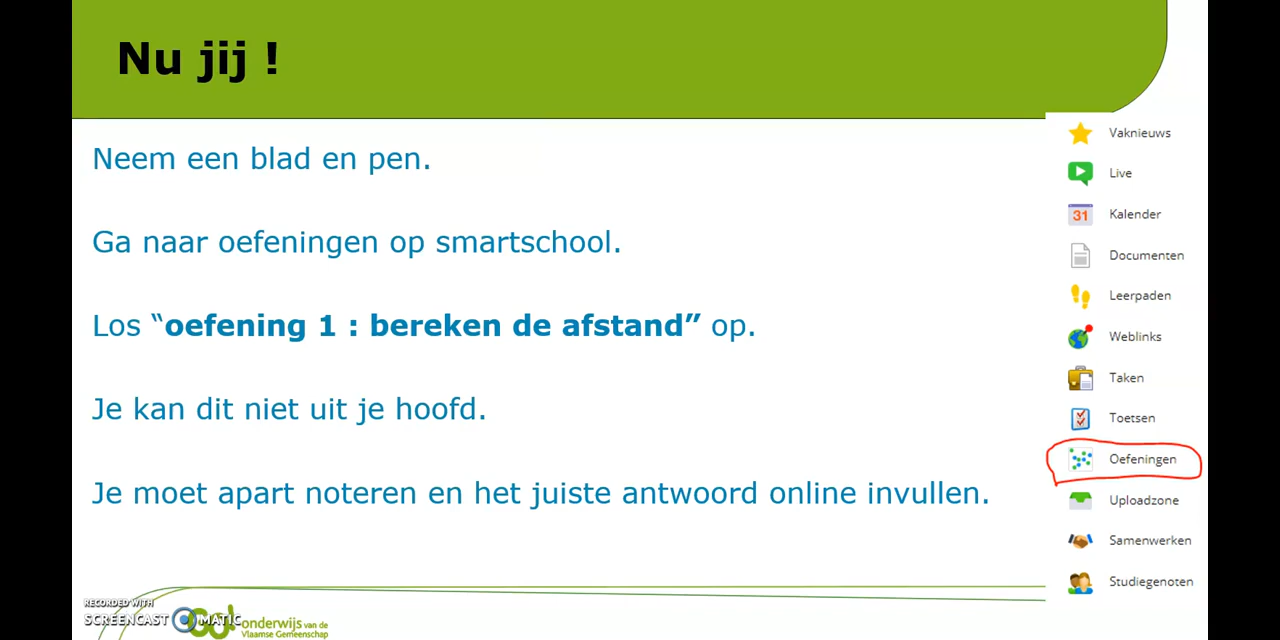 Nu jij !
Neem een blad en pen.
Ga naar oefeningen op smartschool.
Los “oefening 1 : bereken de afstand” op.
Je kan dit niet uit je hoofd.
Je moet apart noteren en het juiste antwoord online invullen.
Vaknieuws
Live
31 Kalender
Documenten
Leerpaden
Weblinks
Taken
Toetsen
Oefeningen
Uploadzone
Samenwerken
Studiegenoten
RECORDED WITH
SCREENCAST MATIC
onderwijs van de
Vlaamse Gemeenschap